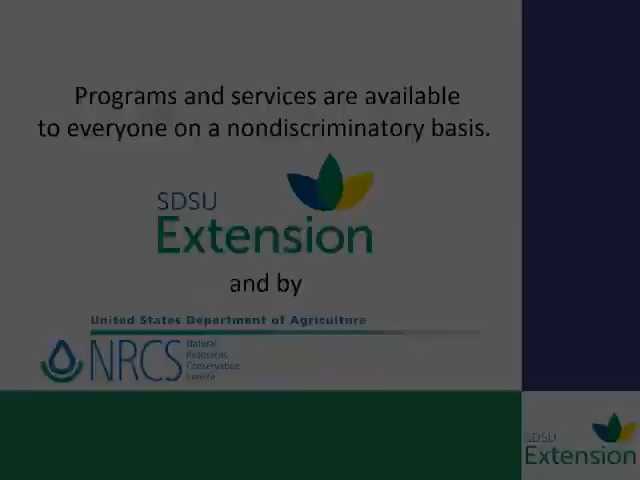 Programs and services are available
to everyone on a nondiscriminatory basis.
SDSU
Extension
and by
United States Department of Agriculture
NRCS
Natural
Resources
Conservation
Service
SDSU
Extension